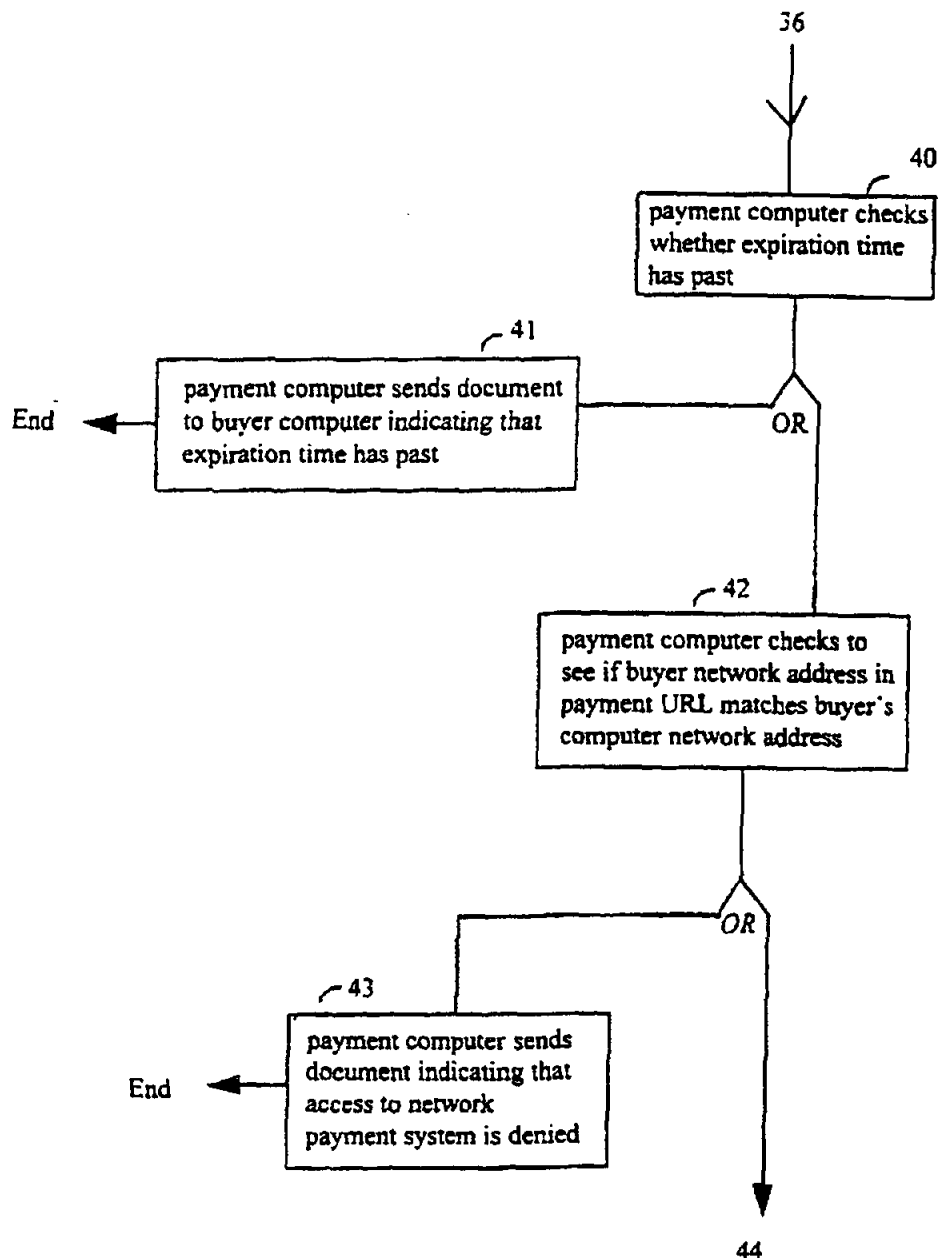 36
40
payment computer checks
whether expiration time
has past
41
payment computer sends document
to buyer computer indicating that
expiration time has past
End
OR
42
payment computer checks to
see if buyer network address in
payment URL matches buyer's
computer network address
OR
43
payment computer sends
document indicating that
access to network
payment system is denied
End
44